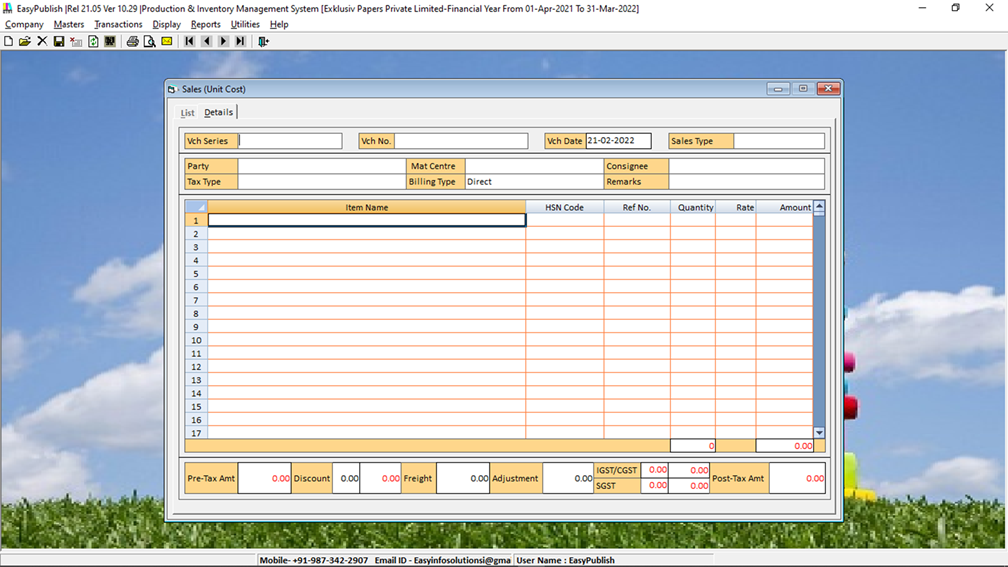 EasyPublish |Rel 21.05 Ver 10.29 |Production & Inventory Management System [Exklusiv Papers Private Limited-Financial Year From 01-Apr-2021 To 31-Mar-2022]
Company Masters Transactions Display Reports Utilities Help
Sales (Unit Cost)
List Details
Vch Series Vch No. Vch Date 21-02-2022 Sales Type
Party Mat Centre Consignee
Tax Type Billing Type Direct Remarks
Item Name HSN Code Ref No. Quantity Rate Amount
1
2
3
4
5
6
7
8
9
10
11
12
13
14
15
16
17
0 0.00
Pre-Tax Amt 0.00 Discount 0.00 0.00 Freight 0.00 Adjustment 0.00 IGST/CGST 0.00 0.00 Post-Tax Amt 0.00
SGST 0.00 0.00
Mobile- +91-987-342-2907 Email ID - Easyinfosolutionsi@gma User Name : EasyPublish